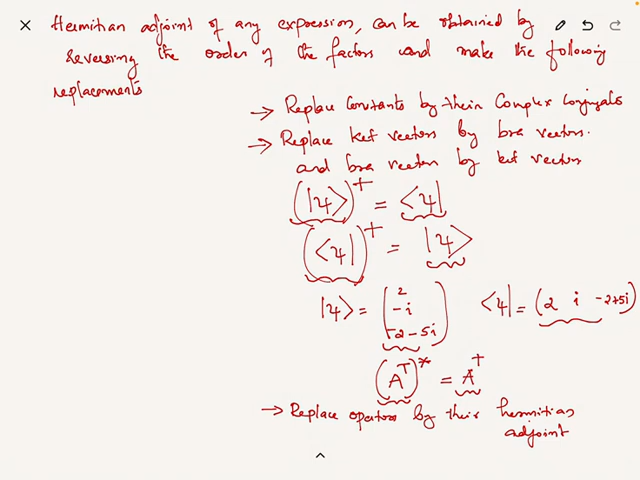 Hermitian adjoint of any expression, can be obtained by
reversing the order of the factors and make the following
replacements
→ Replace constants by their complex conjugate
→ Replace ket vectors by bra vectors.
and bra vectors by ket vectors
(|ψ⟩)† = ⟨ψ|
(⟨ψ|)† = |ψ⟩
|ψ⟩ = (2 -i -2-5i) ⟨ψ| = (2 i -2+5i)
(Aᵀ)* = A†
→ Replace operators by their hermitian
adjoint